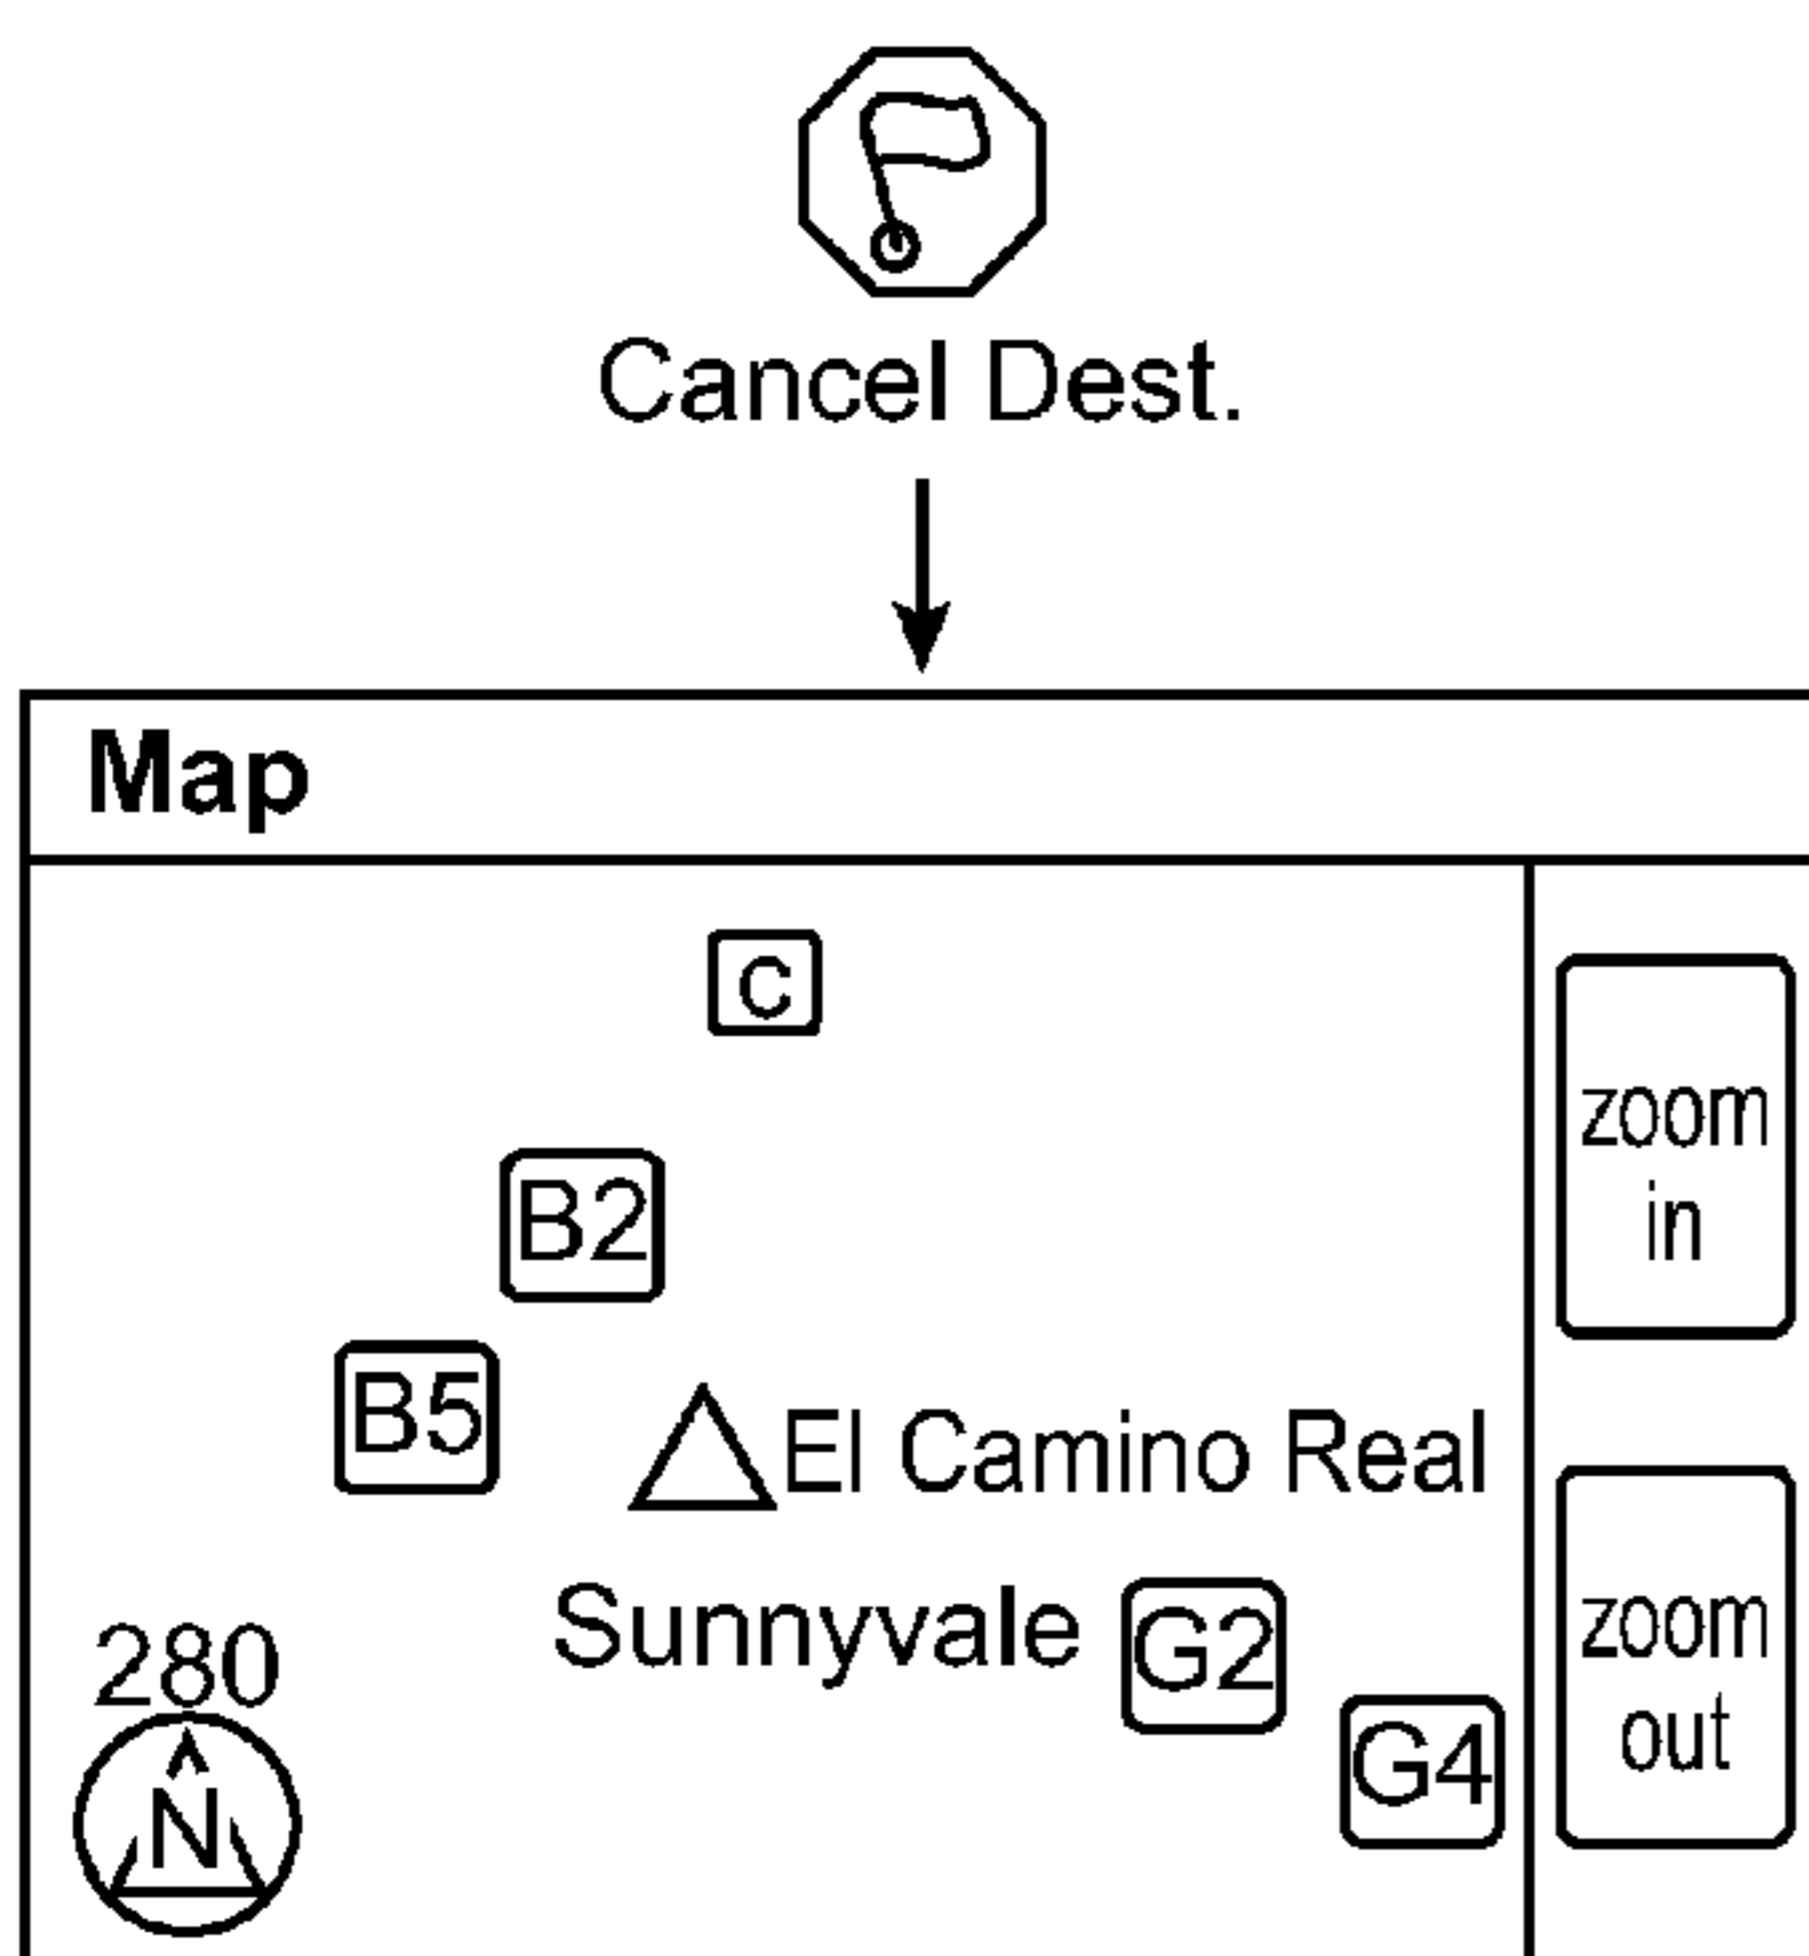 Cancel Dest.
Map
C
zoom
in
B2
B5
El Camino Real
Sunnyvale
G2
G4
280
N
zoom
out